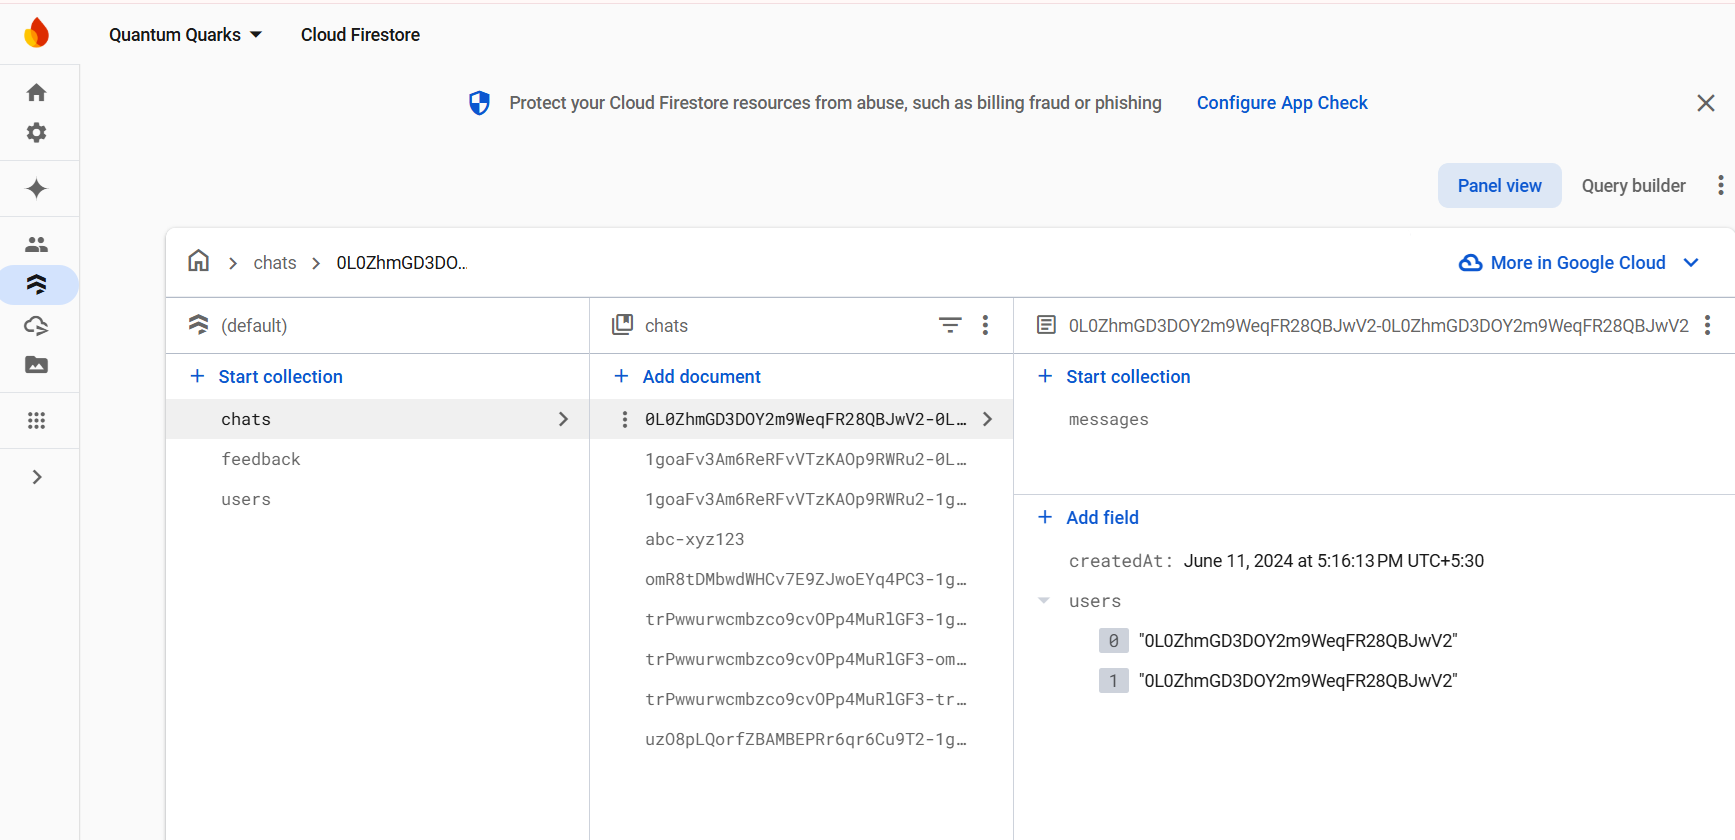 Quantum Quarks
Cloud Firestore
Protect your Cloud Firestore resources from abuse, such as billing fraud or phishing
Configure App Check
Panel view
Query builder
chats
0L0ZhmGD3DO...
More in Google Cloud
(default)
Start collection
chats
feedback
users
chats
Add document
0L0ZhmGD3DOY2m9WeqFR28QBJwV2-0L…
1goaFv3Am6ReRFvVTzKAOp9RWRu2-0L…
1goaFv3Am6ReRFvVTzKAOp9RWRu2-1g…
abc-xyz123
omR8tDMbwdWHCv7E9ZJwoEYq4PC3-1g…
trPwwurwcmbzco9cvOPp4MuRlGF3-1g…
trPwwurwcmbzco9cvOPp4MuRlGF3-om…
trPwwurwcmbzco9cvOPp4MuRlGF3-tr…
uzO8pLQorfZBAMBEPRr6qr6Cu9T2-1g…
0L0ZhmGD3DOY2m9WeqFR28QBJwV2-0L0ZhmGD3DOY2m9WeqFR28QBJwV2
Start collection
messages
Add field
createdAt: June 11, 2024 at 5:16:13 PM UTC+5:30
users
0 "0L0ZhmGD3DOY2m9WeqFR28QBJwV2"
1 "0L0ZhmGD3DOY2m9WeqFR28QBJwV2"